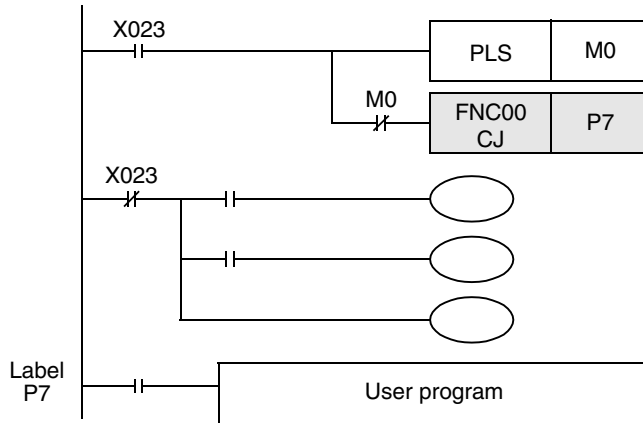 X023
PLS M0
M0
FNC00 CJ P7
X023
Label P7
User program